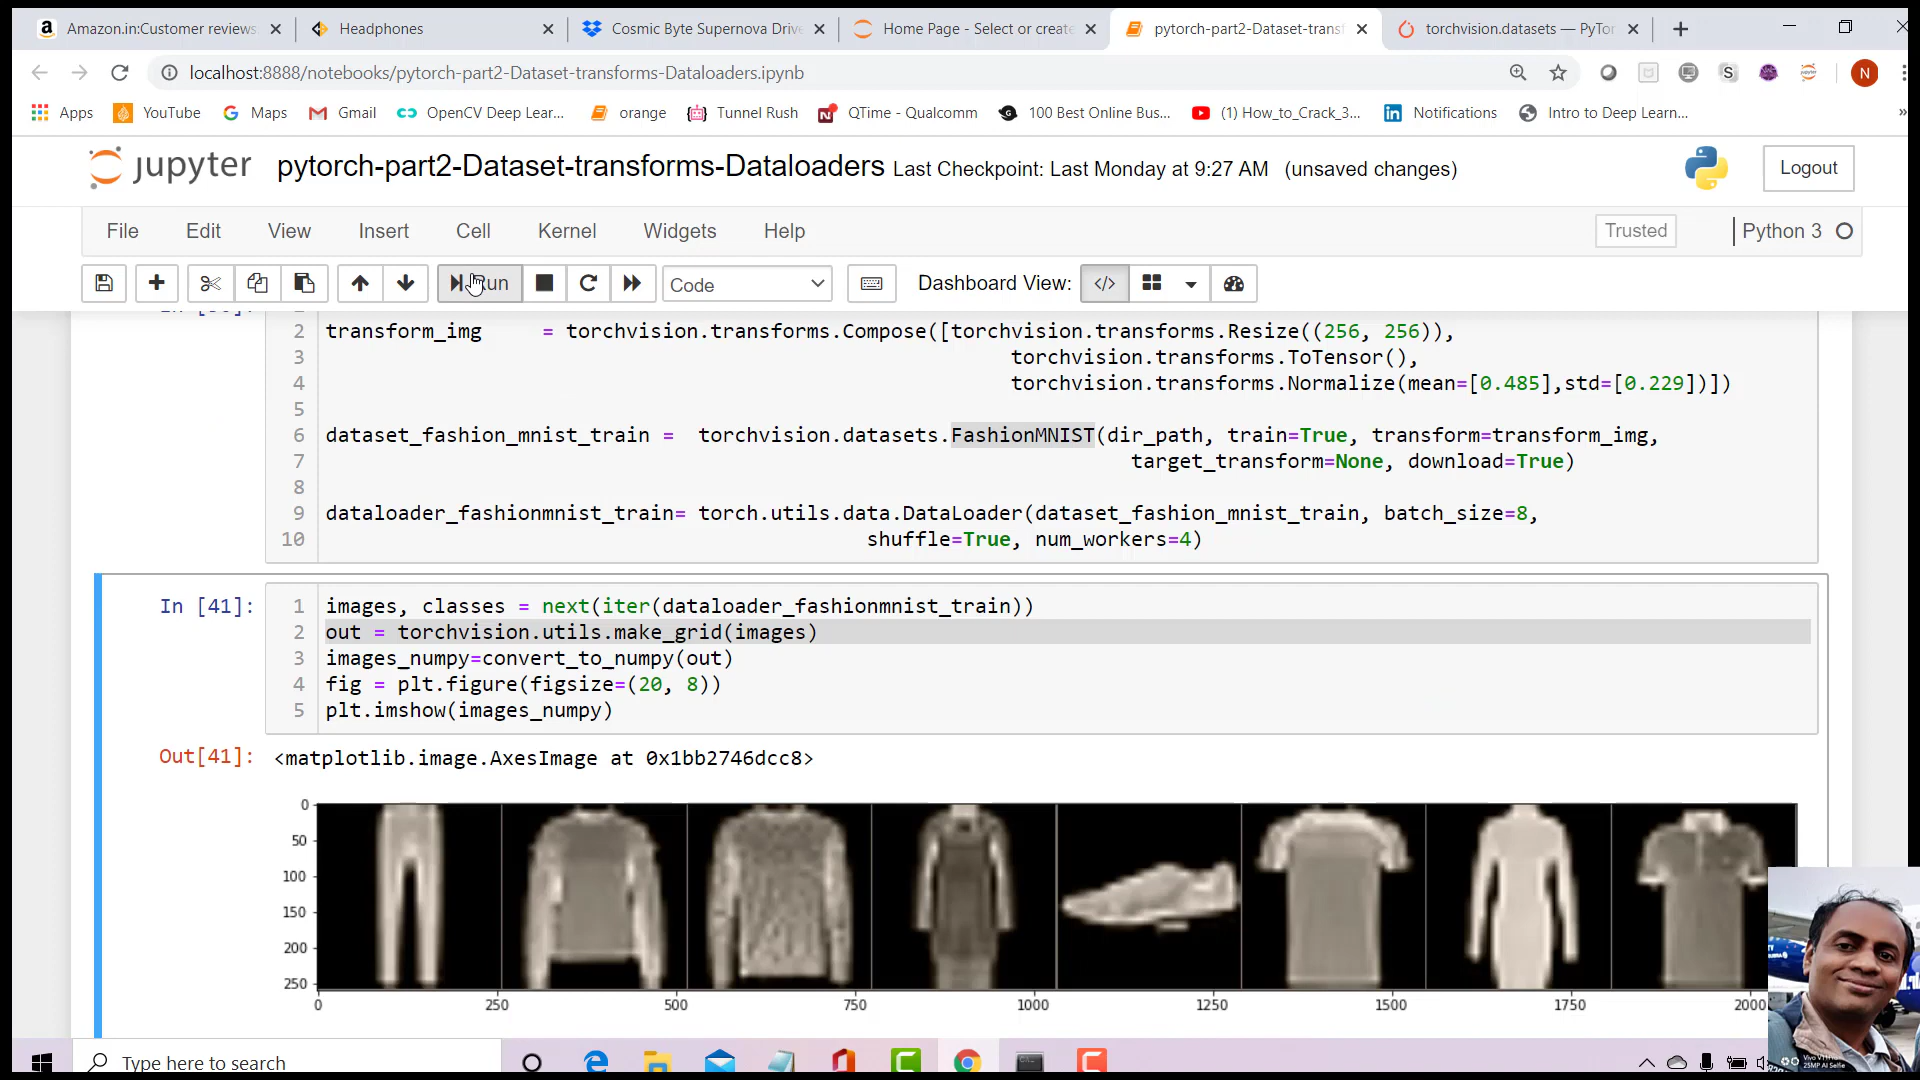 Amazon.in:Customer reviews:
Headphones
Cosmic Byte Supernova Drive
Home Page - Select or create
pytorch-part2-Dataset-transf
torchvision.datasets — PyTor
localhost:8888/notebooks/pytorch-part2-Dataset-transforms-Dataloaders.ipynb
S
N
Apps
YouTube
Maps
Gmail
OpenCV Deep Lear...
orange
Tunnel Rush
QTime - Qualcomm
100 Best Online Bus...
(1) How_to_Crack_3...
Notifications
Intro to Deep Learn...
jupyter
pytorch-part2-Dataset-transforms-Dataloaders Last Checkpoint: Last Monday at 9:27 AM (unsaved changes)
Logout
File Edit View Insert Cell Kernel Widgets Help
Trusted
Python 3
Run
Code
Dashboard View:
2 transform_img = torchvision.transforms.Compose([torchvision.transforms.Resize((256, 256)),
3 torchvision.transforms.ToTensor(),
4 torchvision.transforms.Normalize(mean=[0.485],std=[0.229])])
5
6 dataset_fashion_mnist_train = torchvision.datasets.FashionMNIST(dir_path, train=True, transform=transform_img,
7 target_transform=None, download=True)
8
9 dataloader_fashionmnist_train= torch.utils.data.DataLoader(dataset_fashion_mnist_train, batch_size=8,
10 shuffle=True, num_workers=4)
In [41]:
1 images, classes = next(iter(dataloader_fashionmnist_train))
2 out = torchvision.utils.make_grid(images)
3 images_numpy=convert_to_numpy(out)
4 fig = plt.figure(figsize=(20, 8))
5 plt.imshow(images_numpy)
Out[41]: <matplotlib.image.AxesImage at 0x1bb2746dcc8>
0
50
100
150
200
250
0 250 500 750 1000 1250 1500 1750 2000
Type here to search
Vivo V11Pro
25MP AI Selfie